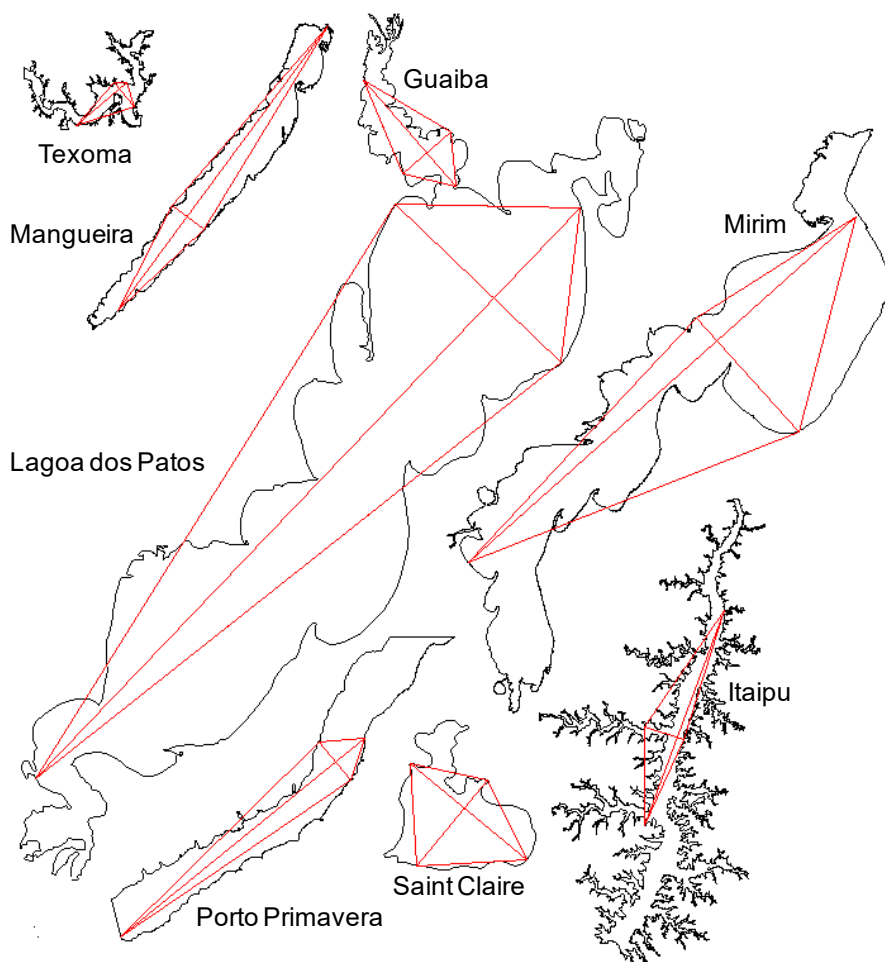 Guaiba
Texoma
Mangueira
Mirim
Lagoa dos Patos
Itaipu
Saint Claire
Porto Primavera